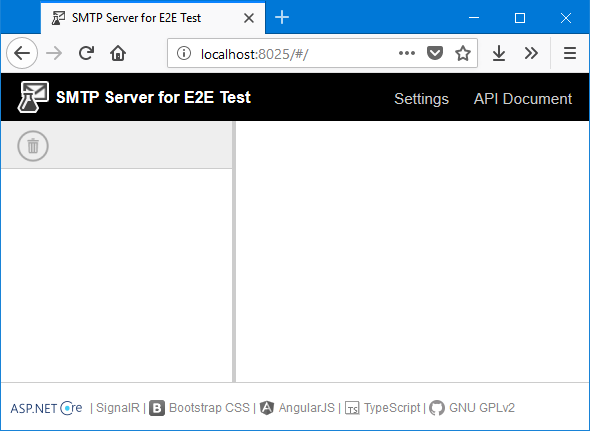 SMTP Server for E2E Test
localhost:8025/#/
SMTP Server for E2E Test
Settings
API Document
ASP.NET Core | SignalR | Bootstrap CSS | AngularJS | TS TypeScript | GNU GPLv2